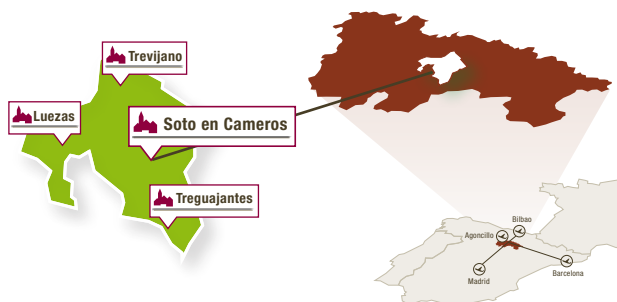 Trevijano
Luezas
Soto en Cameros
Treguajantes
Bilbao
Agoncillo
Madrid
Barcelona